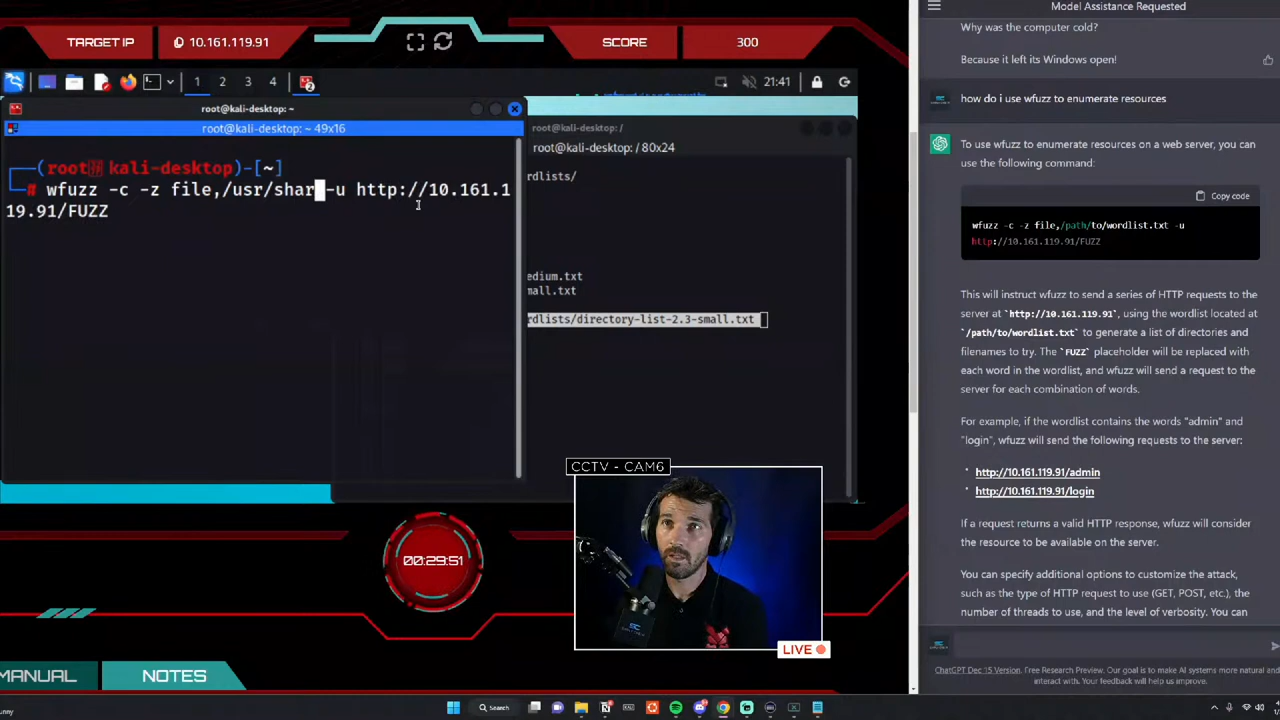 TARGET IP
10.161.119.91
SCORE
300
1 2 3 4
2
21:41
root@kali-desktop: ~
root@kali-desktop: ~ 49x16
(root kali-desktop)-[~]
# wfuzz -c -z file,/usr/shar -u http://10.161.1
19.91/FUZZ
root@kali-desktop: /
root@kali-desktop: / 80x24
rdlists/
edium.txt
mall.txt
rdlists/directory-list-2.3-small.txt
CCTV - CAM6
LIVE
00:29:51
MANUAL
NOTES
Model Assistance Requested
Why was the computer cold?
Because it left its Windows open!
how do i use wfuzz to enumerate resources
To use wfuzz to enumerate resources on a web server, you can
use the following command:
Copy code
wfuzz -c -z file,/path/to/wordlist.txt -u
http://10.161.119.91/FUZZ
This will instruct wfuzz to send a series of HTTP requests to the
server at `http://10.161.119.91`, using the wordlist located at
`/path/to/wordlist.txt` to generate a list of directories and
filenames to try. The `FUZZ` placeholder will be replaced with
each word in the wordlist, and wfuzz will send a request to the
server for each combination of words.
For example, if the wordlist contains the words "admin" and
"login", wfuzz will send the following requests to the server:
• http://10.161.119.91/admin
• http://10.161.119.91/login
If a request returns a valid HTTP response, wfuzz will consider
the resource to be available on the server.
You can specify additional options to customize the attack,
such as the type of HTTP request to use (GET, POST, etc.), the
number of threads to use, and the level of verbosity. You can
ChatGPT Dec 15 Version. Free Research Preview. Our goal is to make AI systems more natural and
interact with. Your feedback will help us improve.
unny
Search